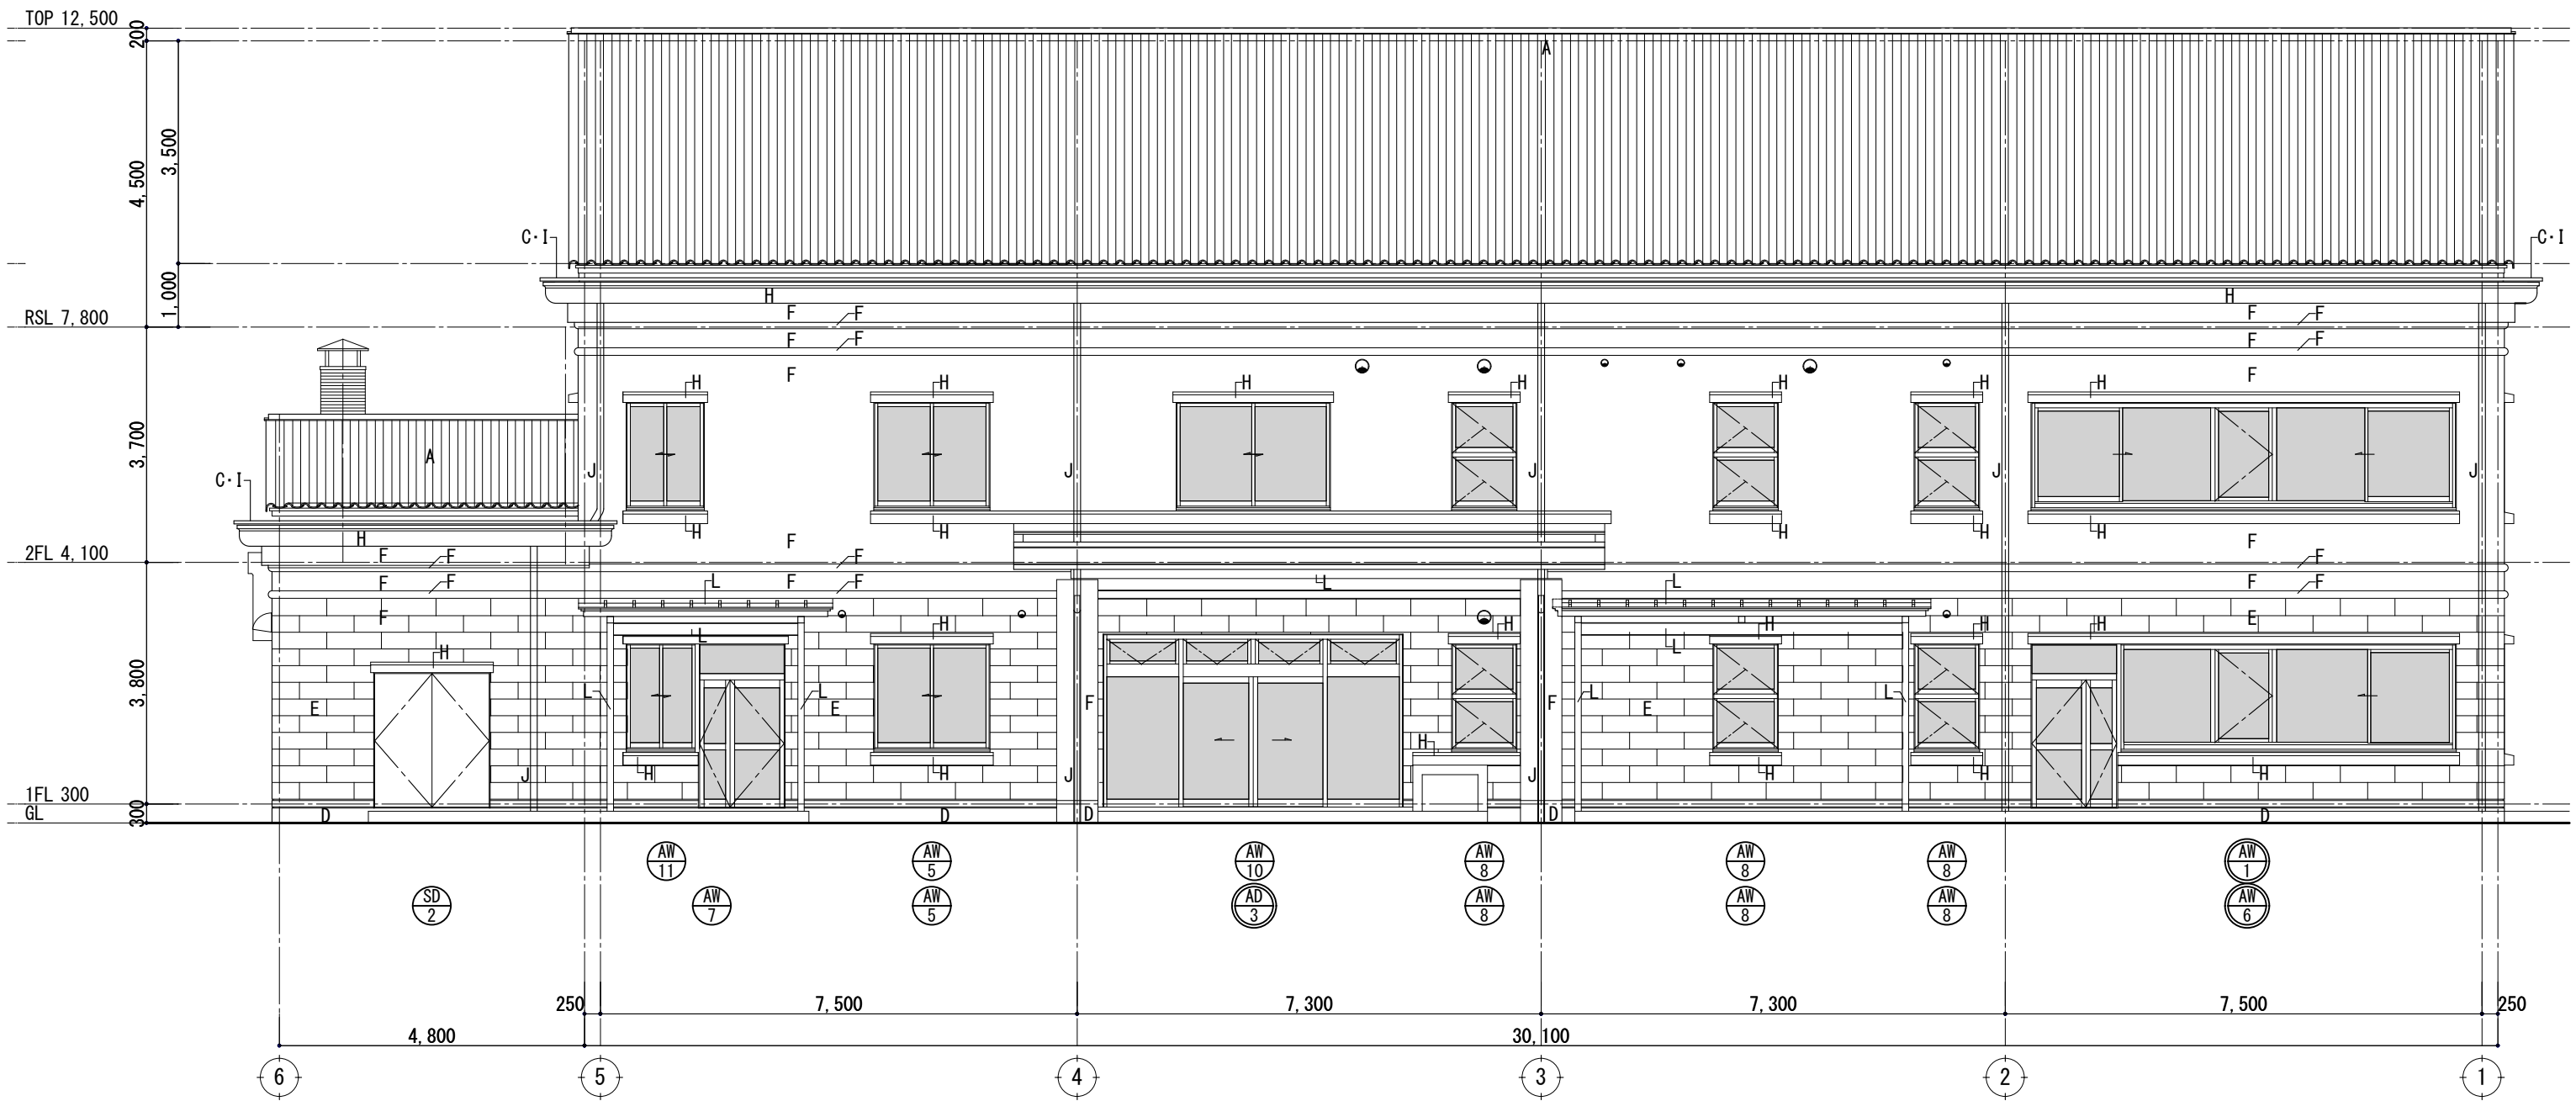 TOP 12,500
200
A
3,500
4,500
C·I
C·I
1,000
H
H
RSL 7,800
F
F
F
F
F
F
F
F
F
F
H
H
H
H
H
H
H
3,700
A
J
J
J
J
J
C·I
H
H
H
H
H
H
F
F
2FL 4,100
F
F
F
F
F
F
F
L
F
F
L
L
F
F
F
H
L
H
H
L
H
H
E
H
3,800
E
L
L
E
F
F
L
E
L
H
H
H
J
J
J
H
H
H
1FL 300
GL
300
D
D
D
D
D
AW
11
AW
5
AW
10
AW
8
AW
8
AW
8
AW
1
SD
2
AW
7
AW
5
AD
3
AW
8
AW
8
AW
8
AW
6
250
7,500
7,300
7,300
7,500
250
4,800
30,100
6
5
4
3
2
1